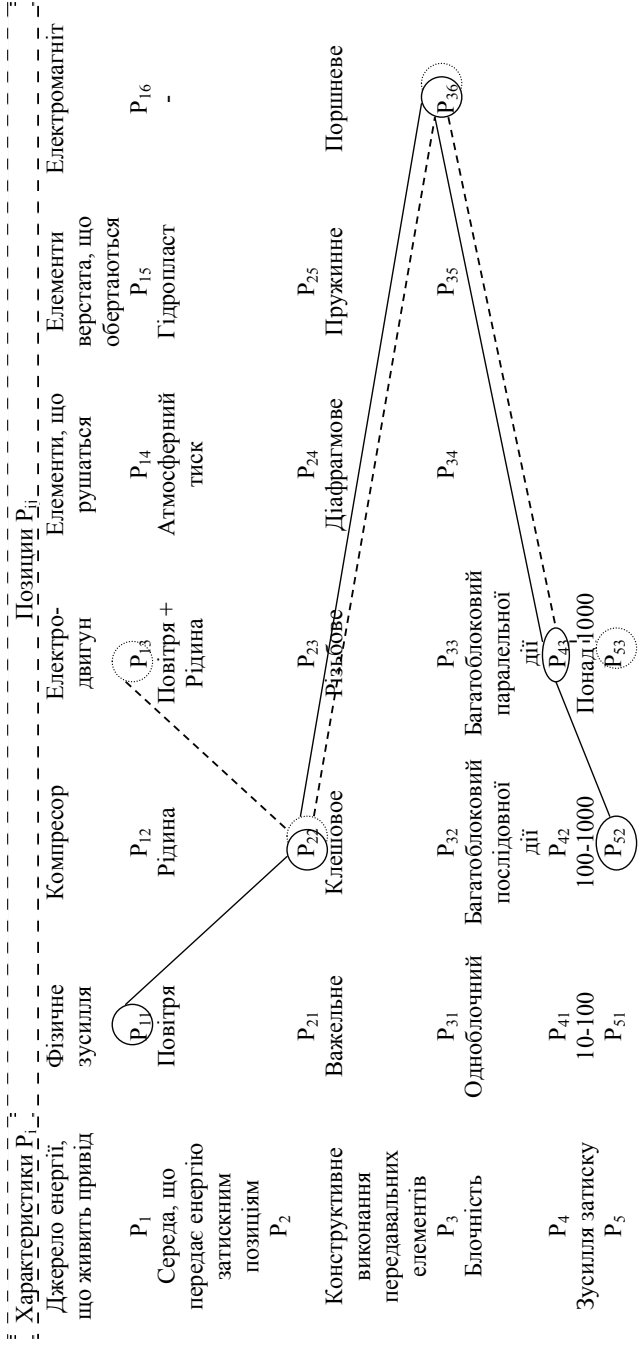 Характеристики Pi
Позиции Pij
Джерело енергії,
що живить привід
P1
Фізичне
зусилля
P11
Компресор
P12
Електро-
двигун
P13
Елементи, що
рушаться
P14
Елементи
верстата, що
обертаються
P15
Електромагніт
P16
Середа, що
передає енергію
затискним
позиціям
P2
Повітря
P21
Рідина
P22
Повітря +
Рідина
P23
Атмосферний
тиск
P24
Гідропласт
P25
-
Конструктивне
виконання
передавальних
елементів
P3
Важельне
P31
Клешовое
P32
Різьбове
P33
Діафрагмове
P34
Пружинне
P35
Поршневе
P36
Блочність
P4
Одноблочний
P41
Багатоблоковий
послідовної
дії
P42
Багатоблоковий
паралельної
дії
P43
Зусилля затиску
P5
10-100
P51
100-1000
P52
Понад 1000
P53